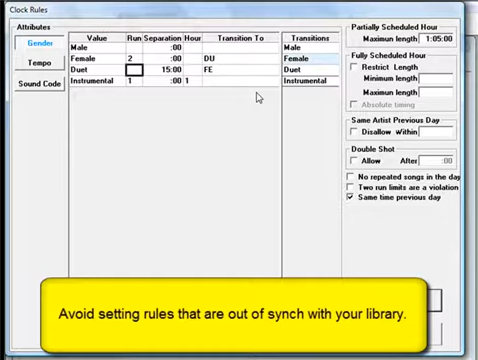 Clock Rules
Attributes
Gender
Tempo
Sound Code
Value Run Separation Hour Transition To
Male :00
Female 2 :00 DU
Duet 15:00 FE
Instrumental 1 :00 1
Transitions
Male
Female
Duet
Instrumental
Partially Scheduled Hour
Maximun length 1:05:00
Fully Scheduled Hour
Restrict Length
Minimum length
Maximun length
Absolute timing
Same Artist Previous Day
Disallow Within
Double Shot
Allow After :00
No repeated songs in the day
Two run limits are a violation
Same time previous day
Avoid setting rules that are out of synch with your library.